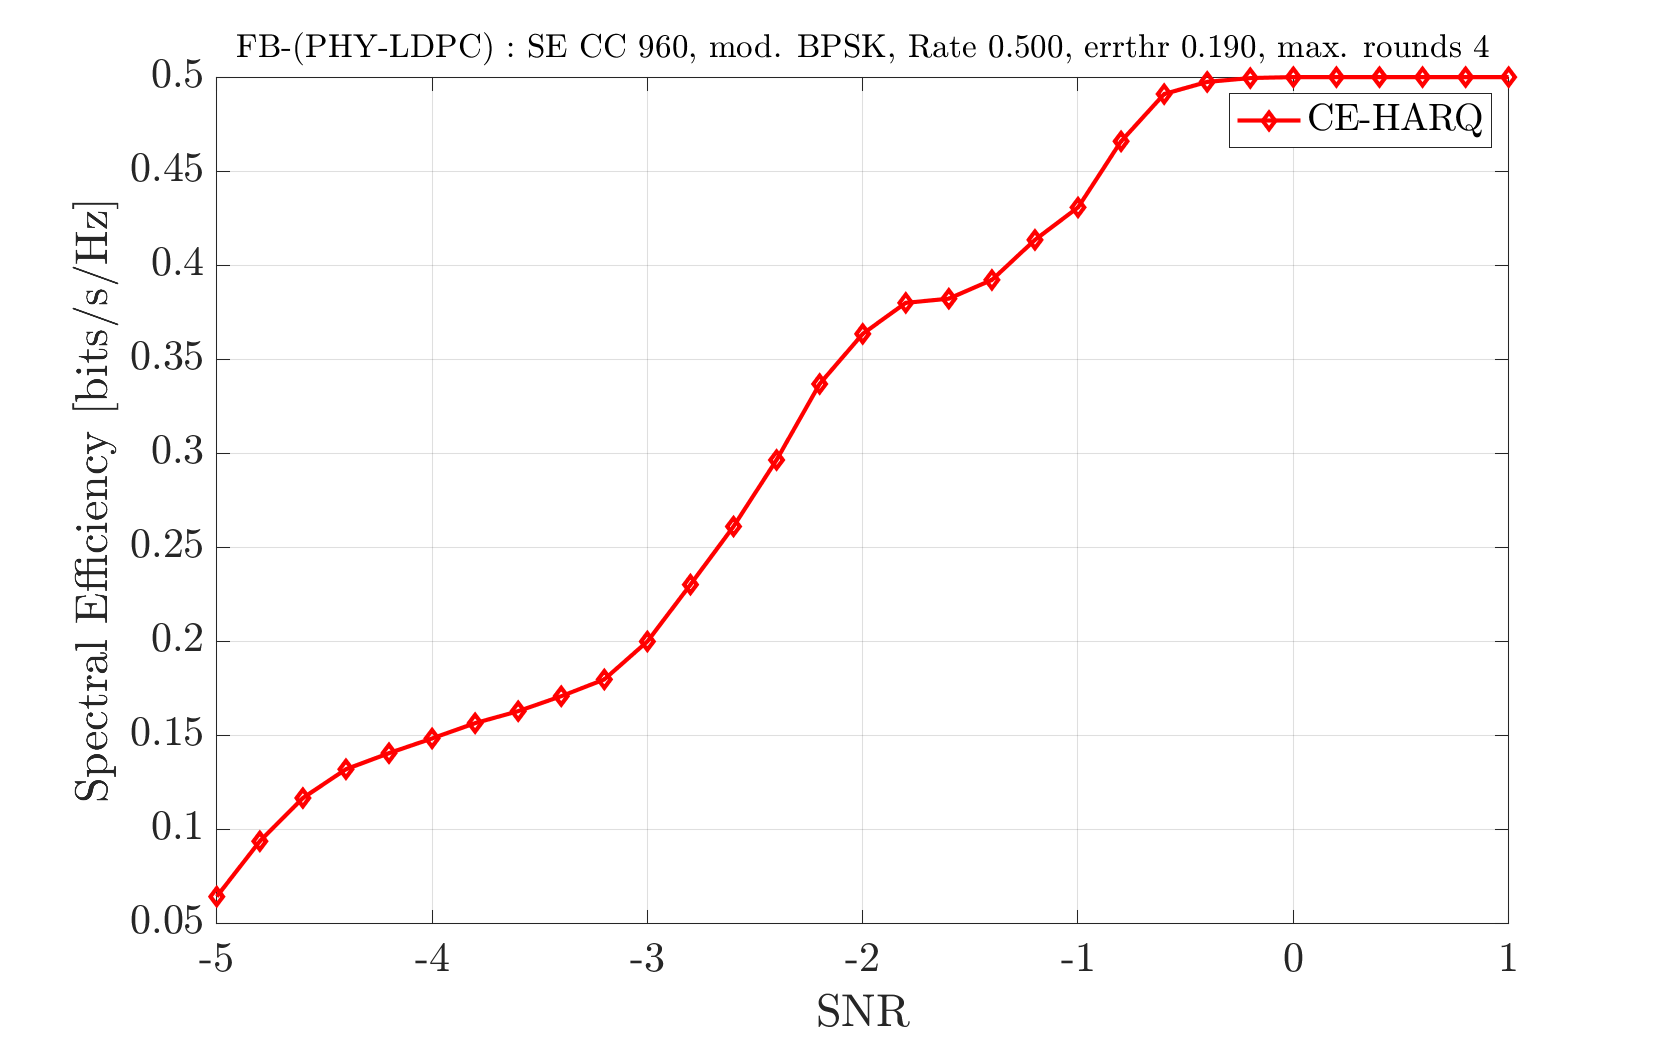 FB-(PHY-LDPC) : SE CC 960, mod. BPSK, Rate 0.500, errthr 0.190, max. rounds 4
CE-HARQ
Spectral Efficiency [bits/s/Hz]
0.5
0.45
0.4
0.35
0.3
0.25
0.2
0.15
0.1
0.05
-5 -4 -3 -2 -1 0 1
SNR